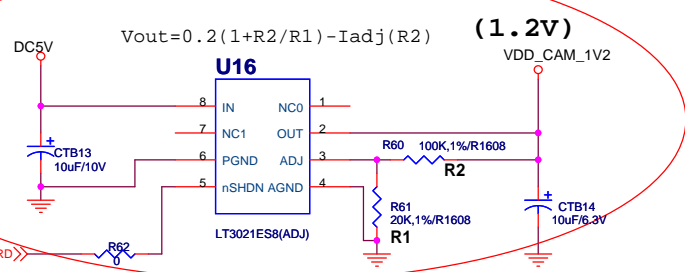 Vout=0.2(1+R2/R1)-Iadj(R2)
(1.2V)
DC5V
VDD_CAM_1V2
U16
8 IN NC0 1
7 NC1 OUT 2
6 PGND ADJ 3
5 nSHDN AGND 4
CTB13
10uF/10V
R60 100K,1%/R1608
R2
R61
20K,1%/R1608
R1
CTB14
10uF/6.3V
LT3021ES8(ADJ)
R62
0
RD